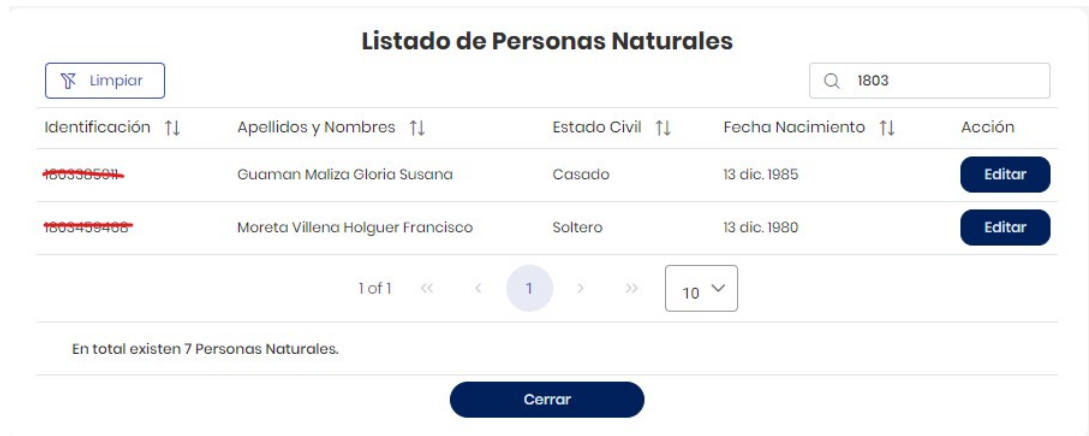 Listado de Personas Naturales
Limpiar 1803
Identificación Apellidos y Nombres Estado Civil Fecha Nacimiento Acción
Guaman Maliza Gloria Susana Casado 13 dic. 1985 Editar
Moreta Villena Holguer Francisco Soltero 13 dic. 1980 Editar
1 of 1 << < 1 > >> 10
En total existen 7 Personas Naturales.
Cerrar